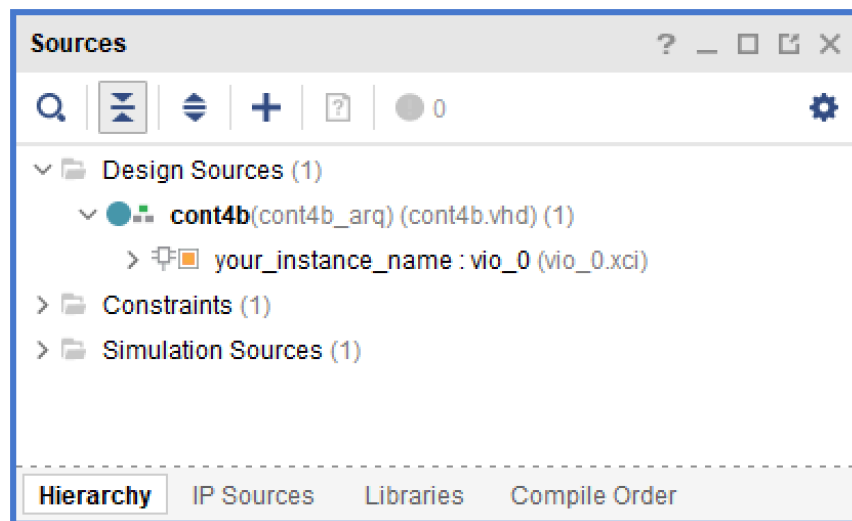 Sources
0
Design Sources (1)
cont4b(cont4b_arq) (cont4b.vhd) (1)
your_instance_name : vio_0 (vio_0.xci)
Constraints (1)
Simulation Sources (1)
Hierarchy IP Sources Libraries Compile Order